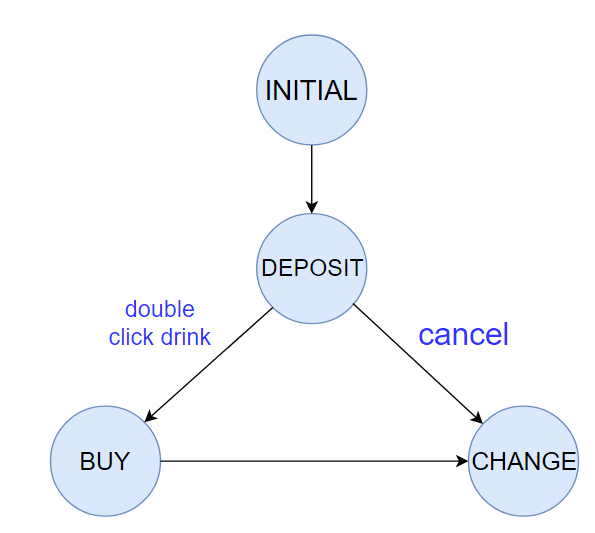 INITIAL
DEPOSIT
double
click drink
cancel
BUY
CHANGE